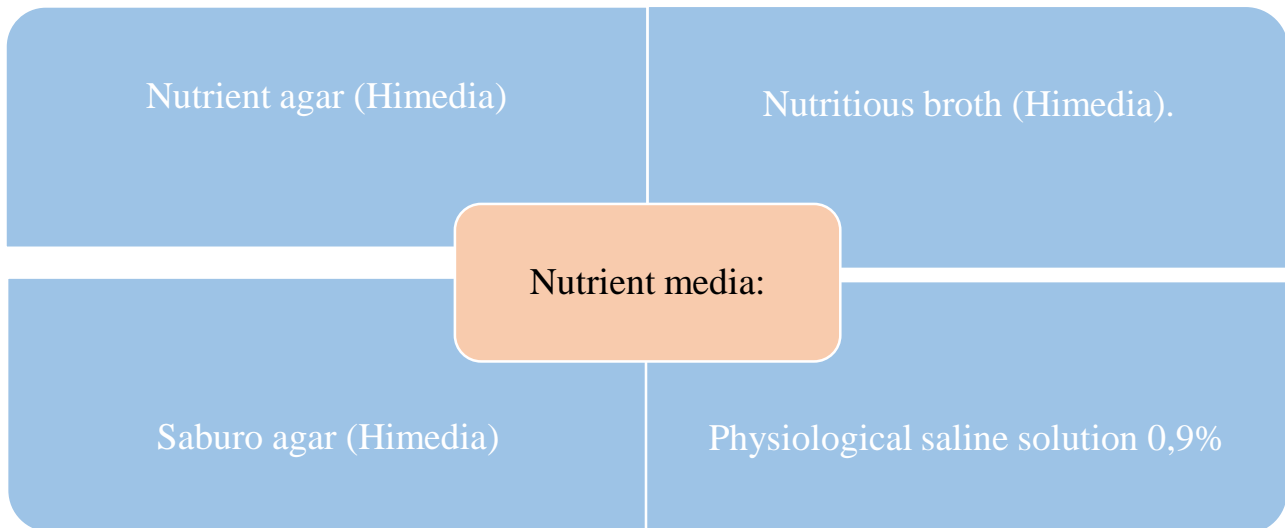 Nutrient agar (Himedia)
Nutritious broth (Himedia).
Nutrient media:
Saburo agar (Himedia)
Physiological saline solution 0,9%